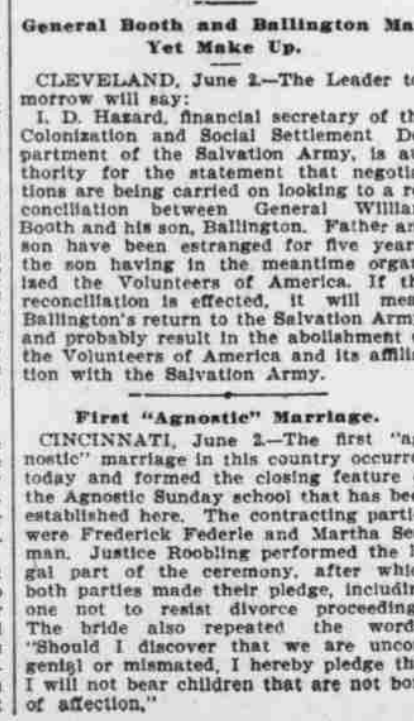 General Booth and Ballington Ma
Yet Make Up.
CLEVELAND, June 2.—The Leader to
morrow will say:
I. D. Hazard, financial secretary of th
Colonization and Social Settlement De
partment of the Salvation Army, is au
thority for the statement that negotia
tions are being carried on looking to a re
conciliation between General William
Booth and his son, Ballington. Father an
son have been estranged for five year
the son having in the meantime organ
ized the Volunteers of America. If th
reconciliation is effected, it will mea
Ballington's return to the Salvation Army
and probably result in the abolishment o
the Volunteers of America and its affilia
tion with the Salvation Army.
First "Agnostic" Marriage.
CINCINNATI, June 2.—The first "ag
nostic" marriage in this country occurre
today and formed the closing feature
the Agnostic Sunday school that has bee
established here. The contracting parti
were Frederick Federle and Martha See
man. Justice Roobling performed the l
gal part of the ceremony, after whic
both parties made their pledge, includin
one not to resist divorce proceeding
The bride also repeated the word
"Should I discover that we are uncon
genial or mismated, I hereby pledge tha
I will not bear children that are not bor
of affection."